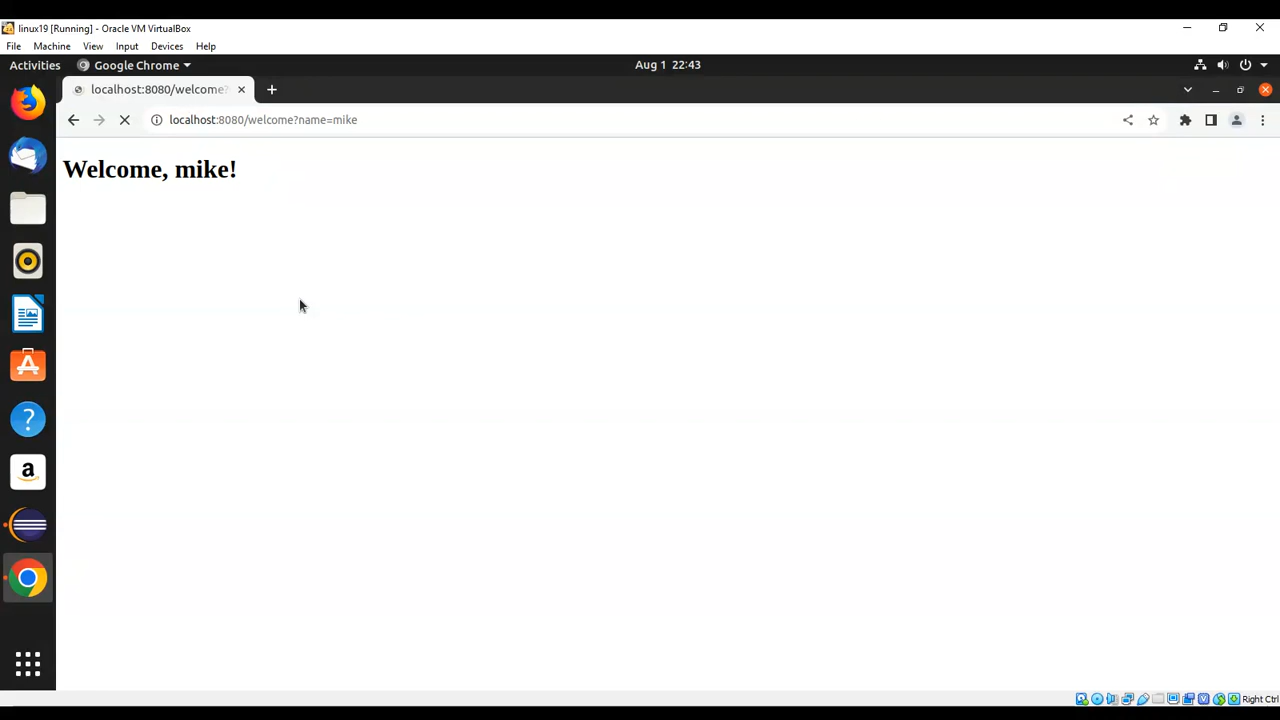 linux19 [Running] - Oracle VM VirtualBox
File Machine View Input Devices Help
Activities Google Chrome Aug 1 22:43
localhost:8080/welcome?
localhost:8080/welcome?name=mike
Welcome, mike!
Right Ctrl